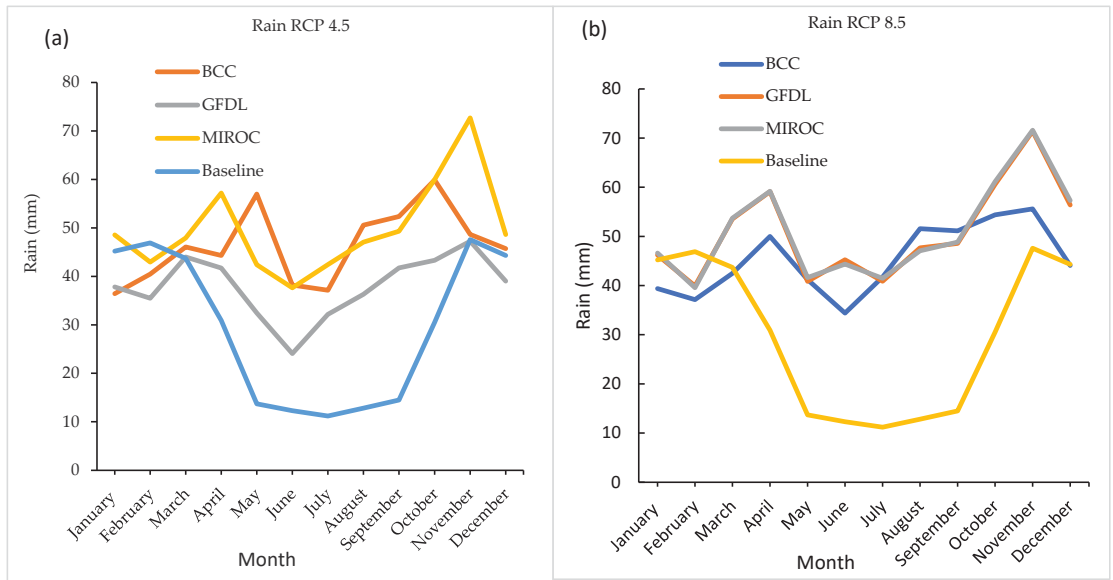 (a)
Rain RCP 4.5
BCC
GFDL
MIROC
Baseline
Rain (mm)
80
70
60
50
40
30
20
10
0
January
February
March
April
May
June
July
August
September
October
November
December
Month
(b)
Rain RCP 8.5
BCC
GFDL
MIROC
Baseline
Rain (mm)
80
70
60
50
40
30
20
10
0
January
February
March
April
May
June
July
August
September
October
November
December
Month